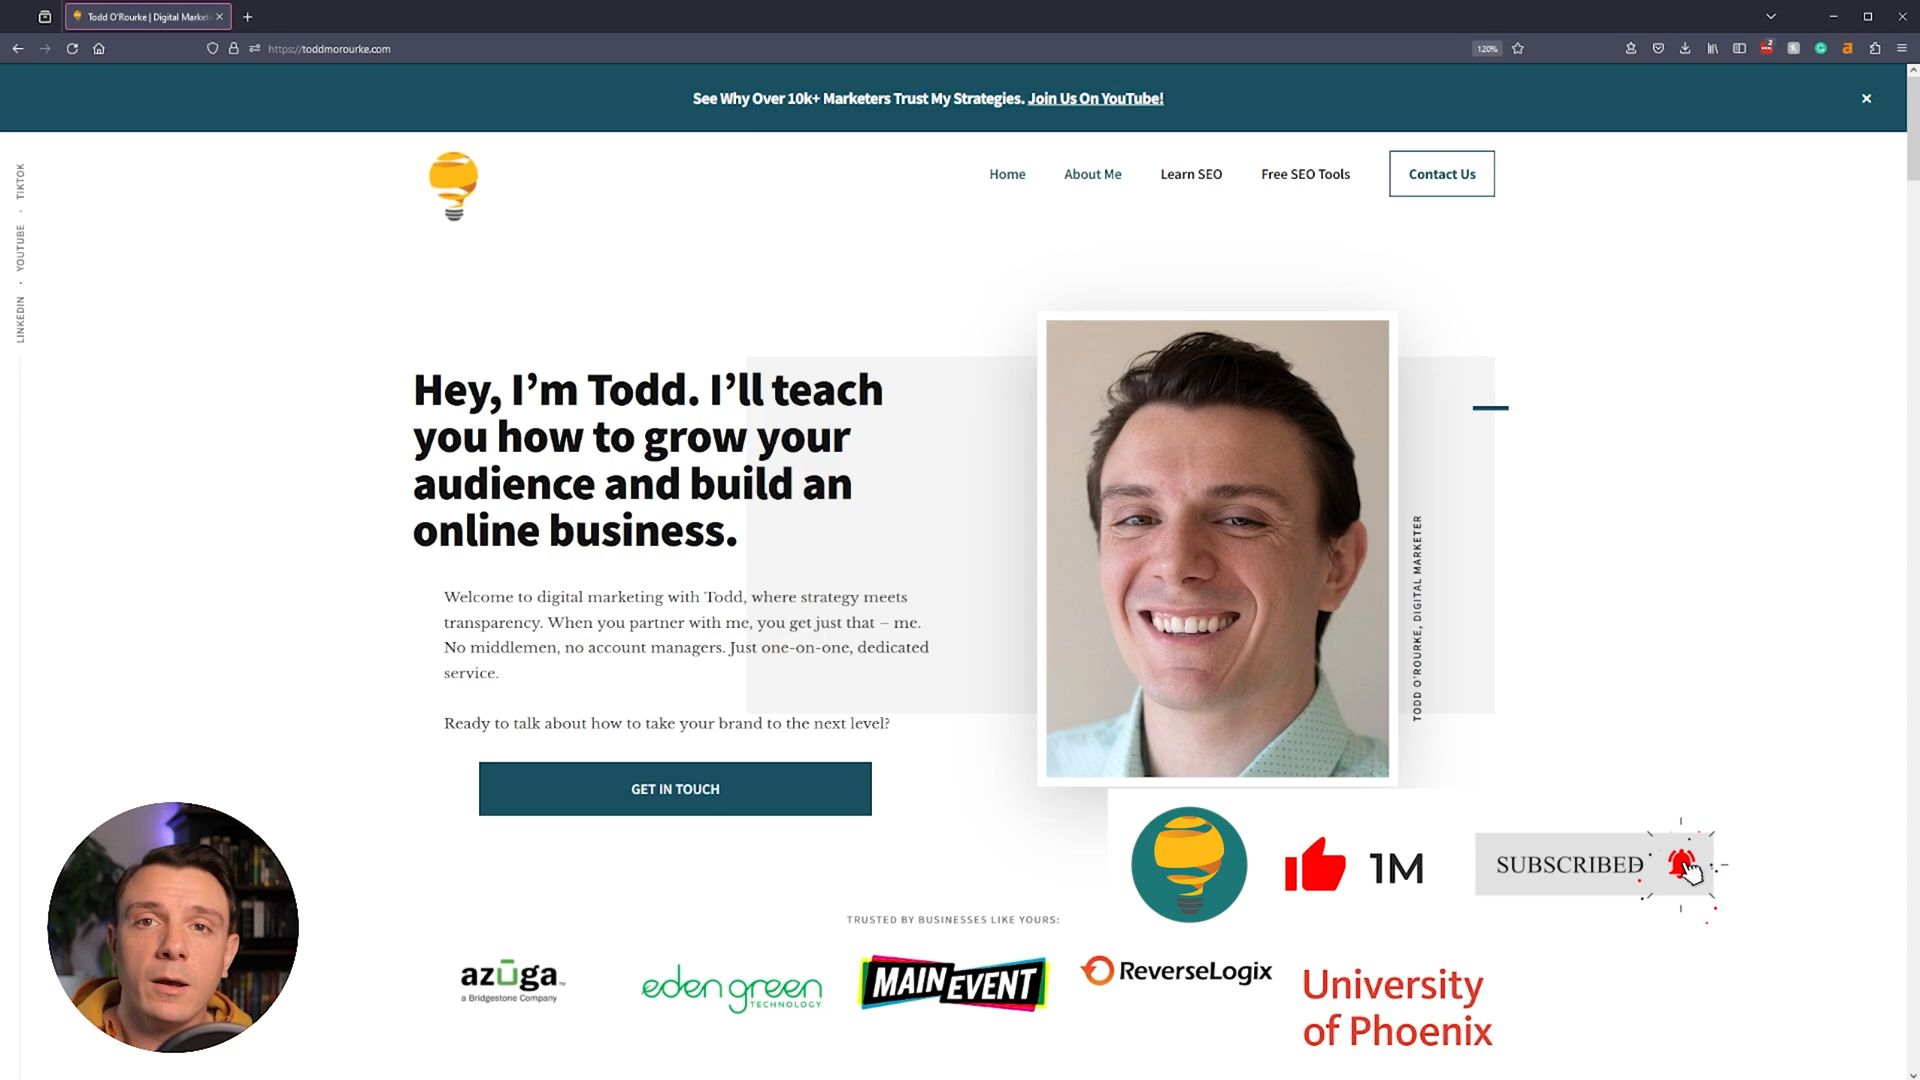 Todd O'Rourke | Digital Market
https://toddmorourke.com
120%
2
See Why Over 10k+ Marketers Trust My Strategies. Join Us On YouTube!
Home
About Me
Learn SEO
Free SEO Tools
Contact Us
LINKEDIN · YOUTUBE · TIKTOK
Hey, I’m Todd. I’ll teach
you how to grow your
audience and build an
online business.
Welcome to digital marketing with Todd, where strategy meets
transparency. When you partner with me, you get just that – me.
No middlemen, no account managers. Just one-on-one, dedicated
service.
Ready to talk about how to take your brand to the next level?
GET IN TOUCH
TODD O’ROURKE, DIGITAL MARKETER
1M
SUBSCRIBED
TRUSTED BY BUSINESSES LIKE YOURS:
azūga
a Bridgestone Company
eden green
TECHNOLOGY
MAIN EVENT
ReverseLogix
University
of Phoenix